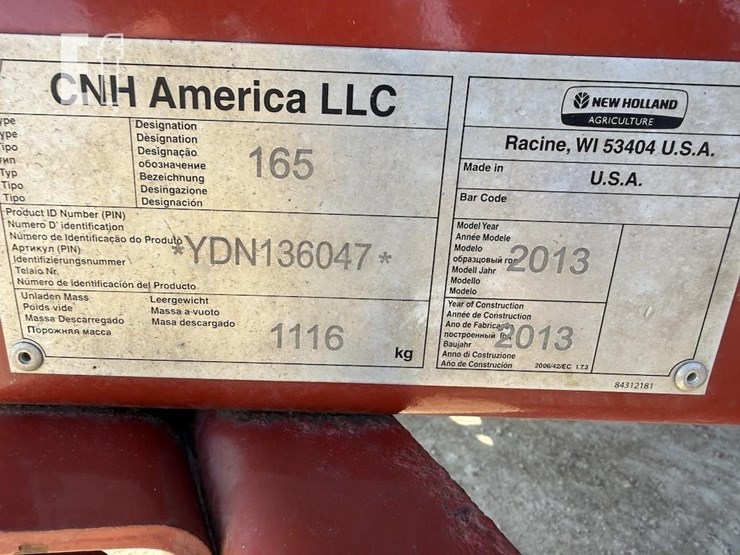 CNH America LLC
Designation
Dèsignation
Designação
обозначение
Bezeichnung
Desingazione
Designación
165
ype
ype
Tipo
тип
Typ
Tipo
Tipo
Product ID Number (PIN)
Numero D' identification
Número de Identificação do Produto
Артикул (PIN)
Identifizierungsnummer
Telaio Nr.
Número de Identificación del Producto
*YDN136047*
Unladen Mass
Poids vide
Massa Descarregado
Порожняя масса
Leergewicht
Massa a vuoto
Masa descargado
1116
kg
NEW HOLLAND
AGRICULTURE
Racine, WI 53404 U.S.A.
Made in
U.S.A.
Bar Code
Model Year
Année Modele
Modelo
образцовый год
Modell Jahr
Modello
Modelo
2013
Year of Construction
Année de Construction
Ano de Fabricação
построенный
Baujahr
Anno di Costruzione
Año de Construción
2013
2006/42/EC 1.7.3
84312181